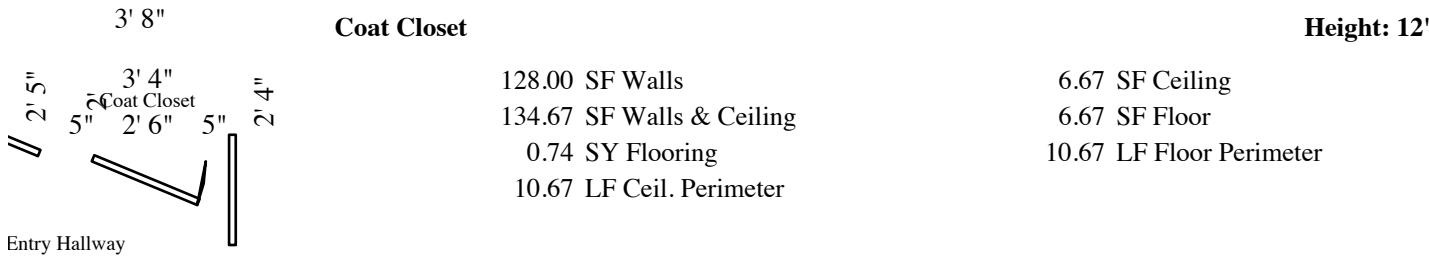 3' 8"
Coat Closet
Height: 12'
2' 5"
2'
3' 4"
Coat Closet
5"
2' 6"
5"
2' 4"
Entry Hallway
128.00 SF Walls
6.67 SF Ceiling
134.67 SF Walls & Ceiling
6.67 SF Floor
0.74 SY Flooring
10.67 LF Floor Perimeter
10.67 LF Ceil. Perimeter